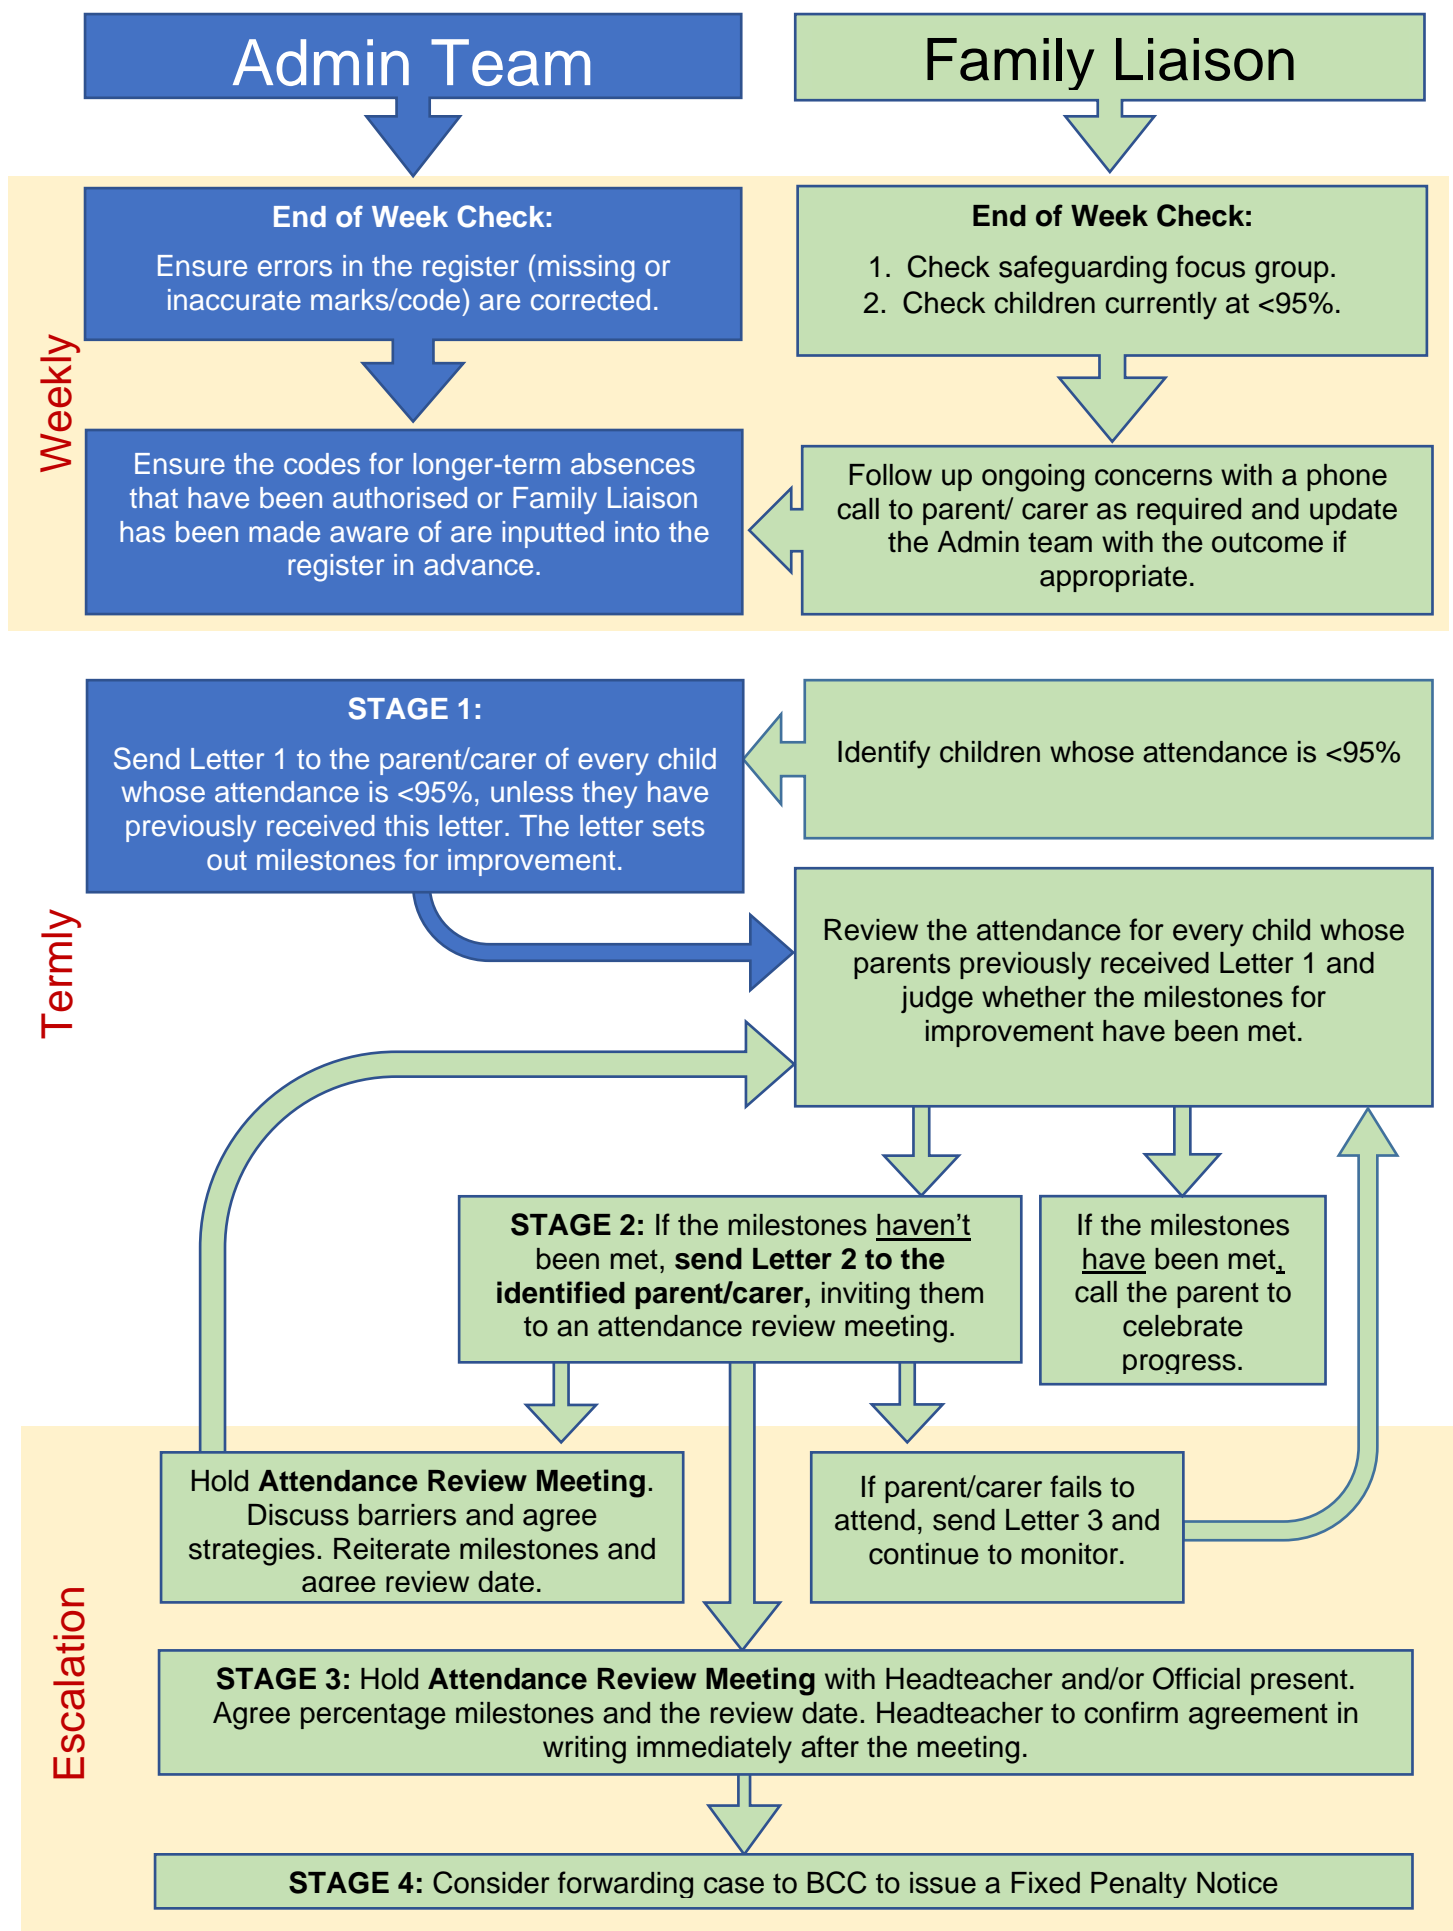 Admin Team
Family Liaison
Weekly
End of Week Check:
Ensure errors in the register (missing or
inaccurate marks/code) are corrected.
End of Week Check:
1. Check safeguarding focus group.
2. Check children currently at <95%.
Ensure the codes for longer-term absences
that have been authorised or Family Liaison
has been made aware of are inputted into the
register in advance.
Follow up ongoing concerns with a phone
call to parent/ carer as required and update
the Admin team with the outcome if
appropriate.
Termly
STAGE 1:
Send Letter 1 to the parent/carer of every child
whose attendance is <95%, unless they have
previously received this letter. The letter sets
out milestones for improvement.
Identify children whose attendance is <95%
Review the attendance for every child whose
parents previously received Letter 1 and
judge whether the milestones for
improvement have been met.
STAGE 2: If the milestones haven’t
been met, send Letter 2 to the
identified parent/carer, inviting them
to an attendance review meeting.
If the milestones
have been met,
call the parent to
celebrate
progress.
Escalation
Hold Attendance Review Meeting.
Discuss barriers and agree
strategies. Reiterate milestones and
agree review date.
If parent/carer fails to
attend, send Letter 3 and
continue to monitor.
STAGE 3: Hold Attendance Review Meeting with Headteacher and/or Official present.
Agree percentage milestones and the review date. Headteacher to confirm agreement in
writing immediately after the meeting.
STAGE 4: Consider forwarding case to BCC to issue a Fixed Penalty Notice